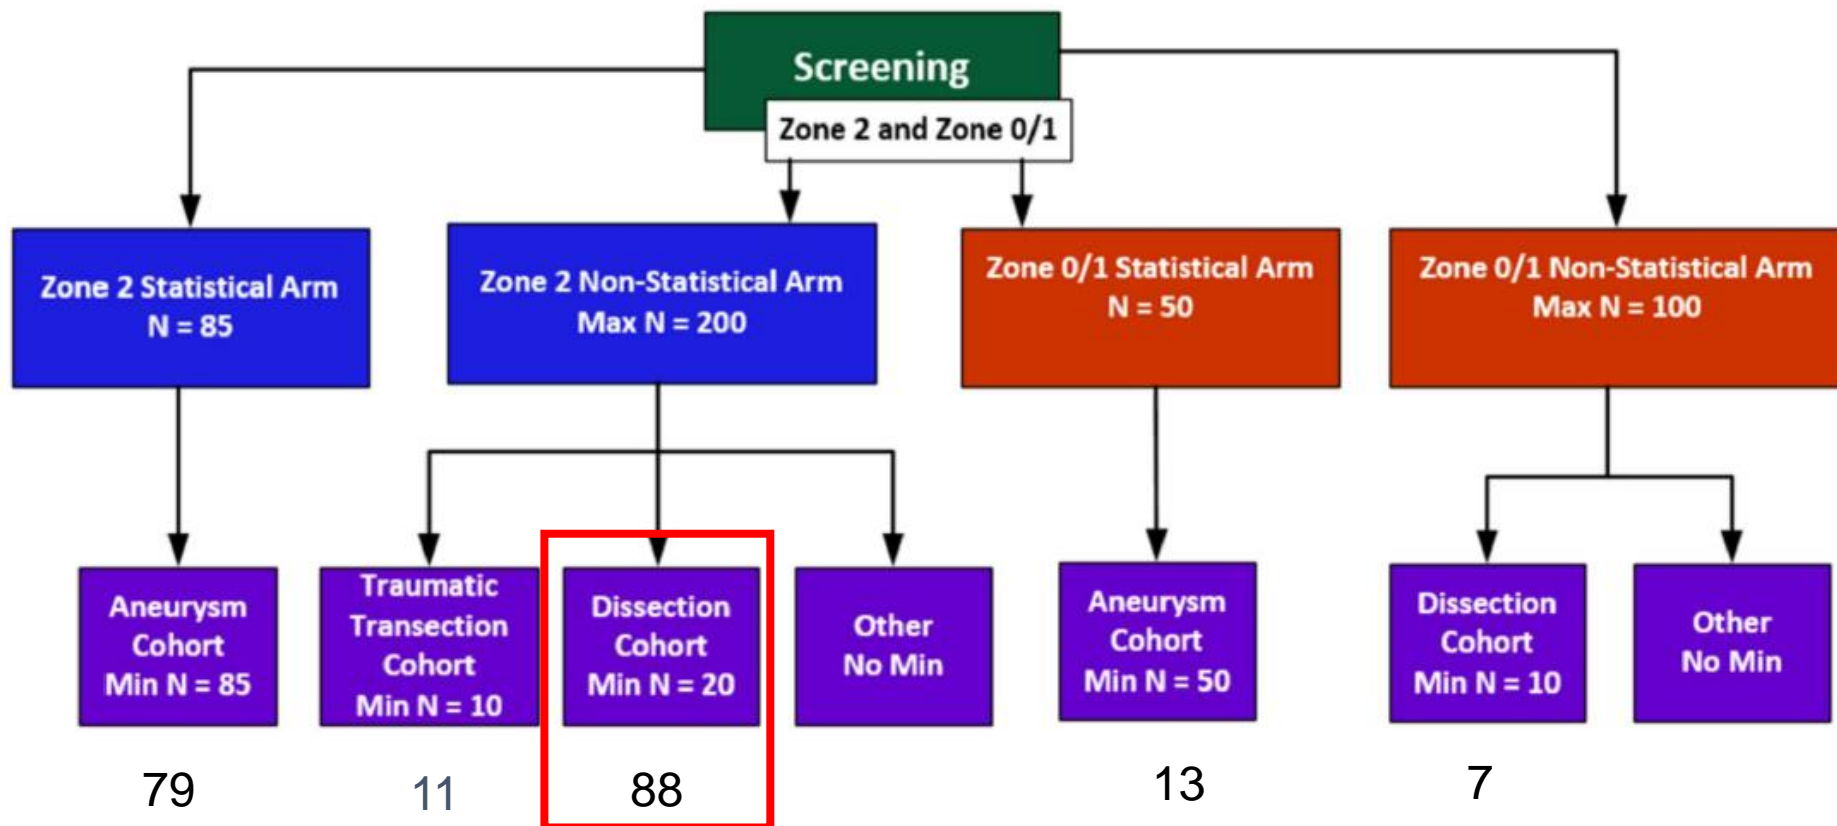 Screening
Zone 2 and Zone 0/1
Zone 2 Statistical Arm
N = 85
Zone 2 Non-Statistical Arm
Max N = 200
Zone 0/1 Statistical Arm
N = 50
Zone 0/1 Non-Statistical Arm
Max N = 100
Aneurysm
Cohort
Min N = 85
Traumatic
Transection
Cohort
Min N = 10
Dissection
Cohort
Min N = 20
Other
No Min
Aneurysm
Cohort
Min N = 50
Dissection
Cohort
Min N = 10
Other
No Min
79
11
88
13
7